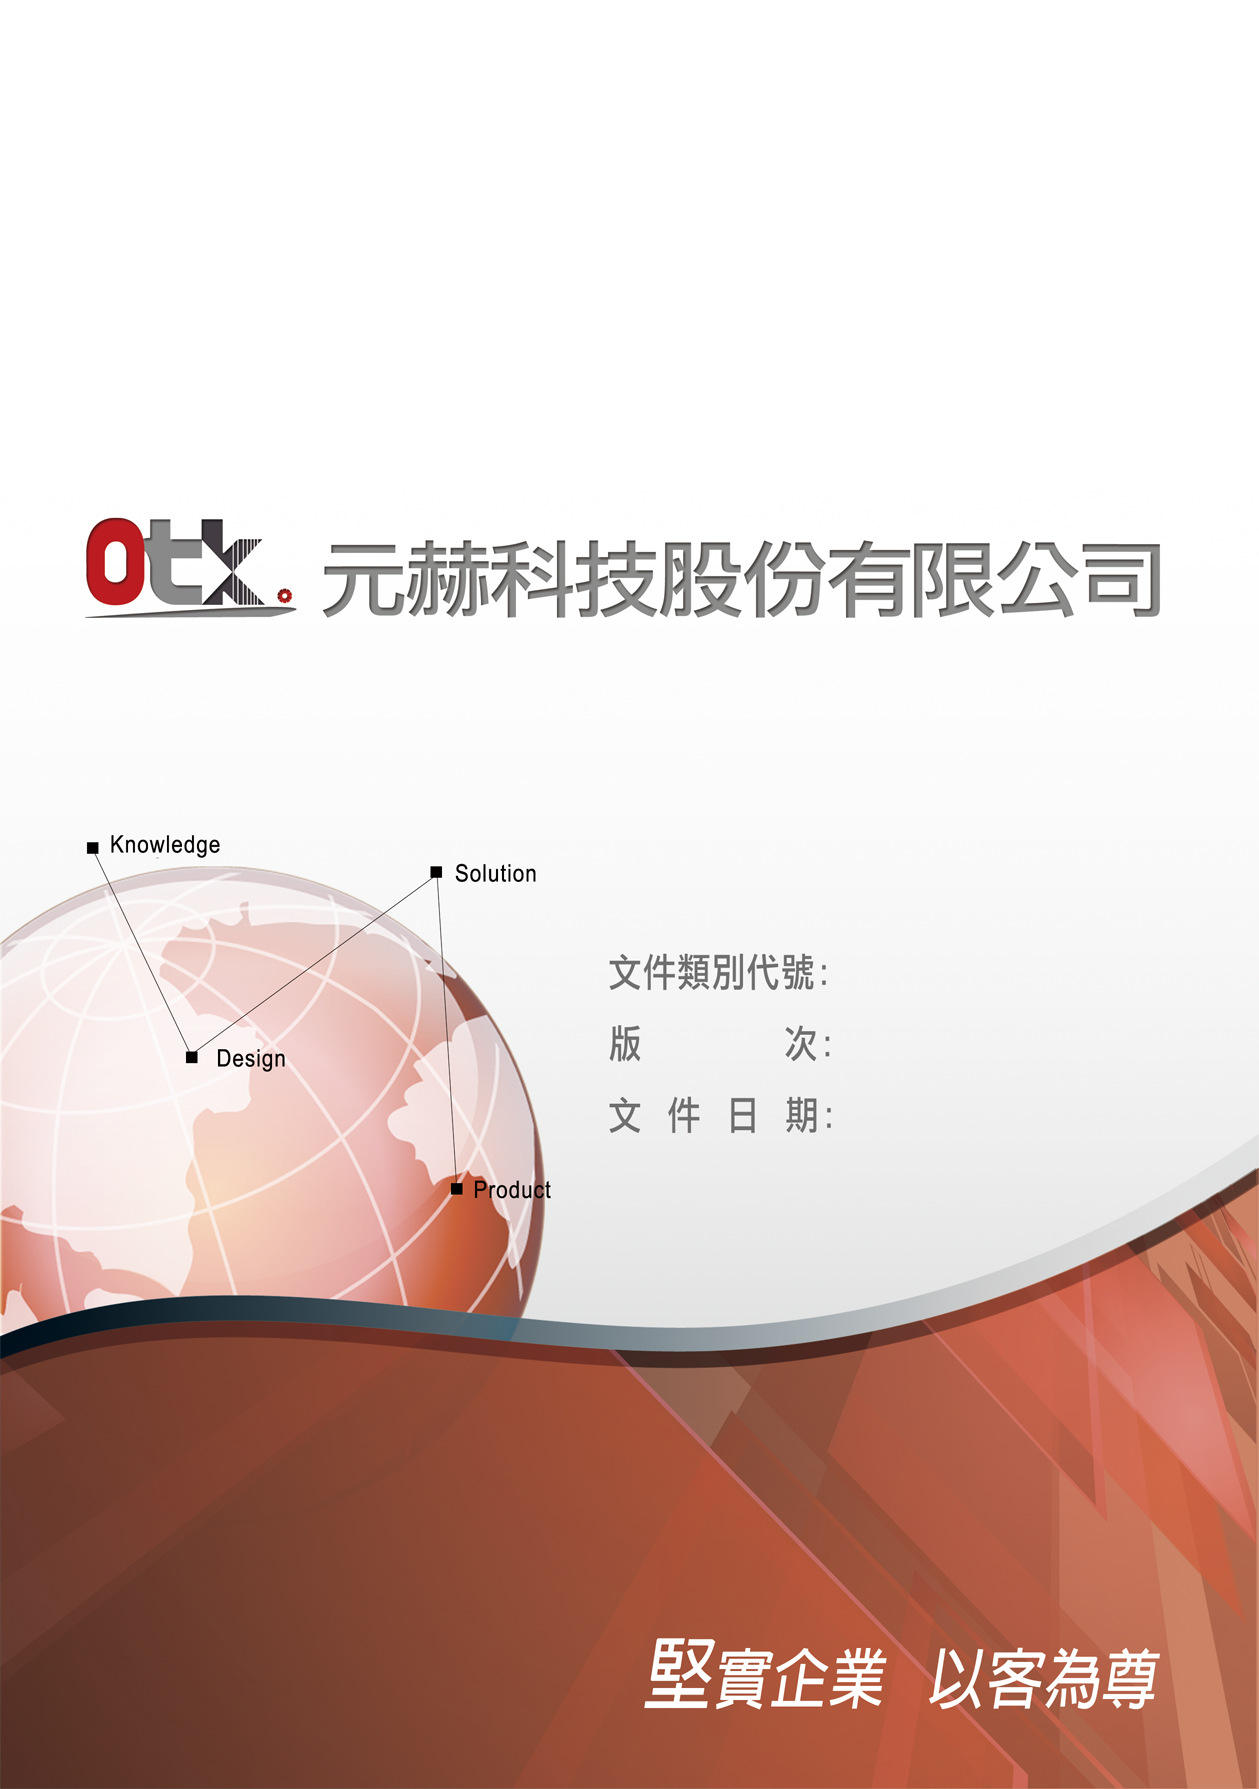 otk. 元赫科技股份有限公司
Knowledge
Solution
Design
Product
文件類別代號:
版 次:
文 件 日 期:
堅實企業 以客為尊